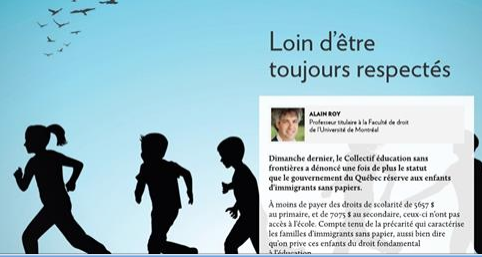 Loin d'être
toujours respectés
ALAIN ROY
Professeur titulaire à la Faculté de droit
de l'Université de Montréal
Dimanche dernier, le Collectif éducation sans
frontières a dénoncé une fois de plus le statut
que le gouvernement du Québec réserve aux enfants
d'immigrants sans papiers.
À moins de payer des droits de scolarité de 5657 $
au primaire, et de 7075 $ au secondaire, ceux-ci n'ont pas
accès à l'école. Compte tenu de la précarité qui caractérise
les familles d'immigrants sans papier, aussi bien dire
qu'on prive ces enfants du droit fondamental
à l'éducation.